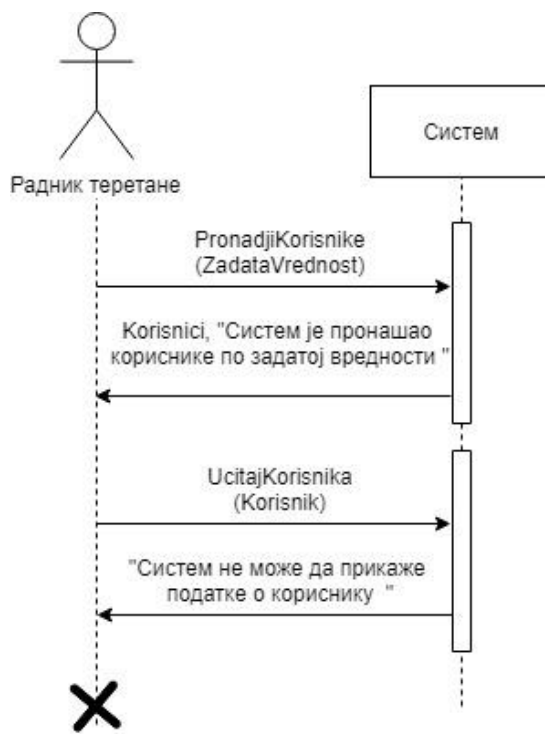 Систем
Радник теретане
PronadjiKorisnike
(ZadataVrednost)
Korisnici, "Систем је пронашао
кориснике по задатој вредности "
UcitajKorisnika
(Korisnik)
"Систем не може да прикаже
податке о кориснику "